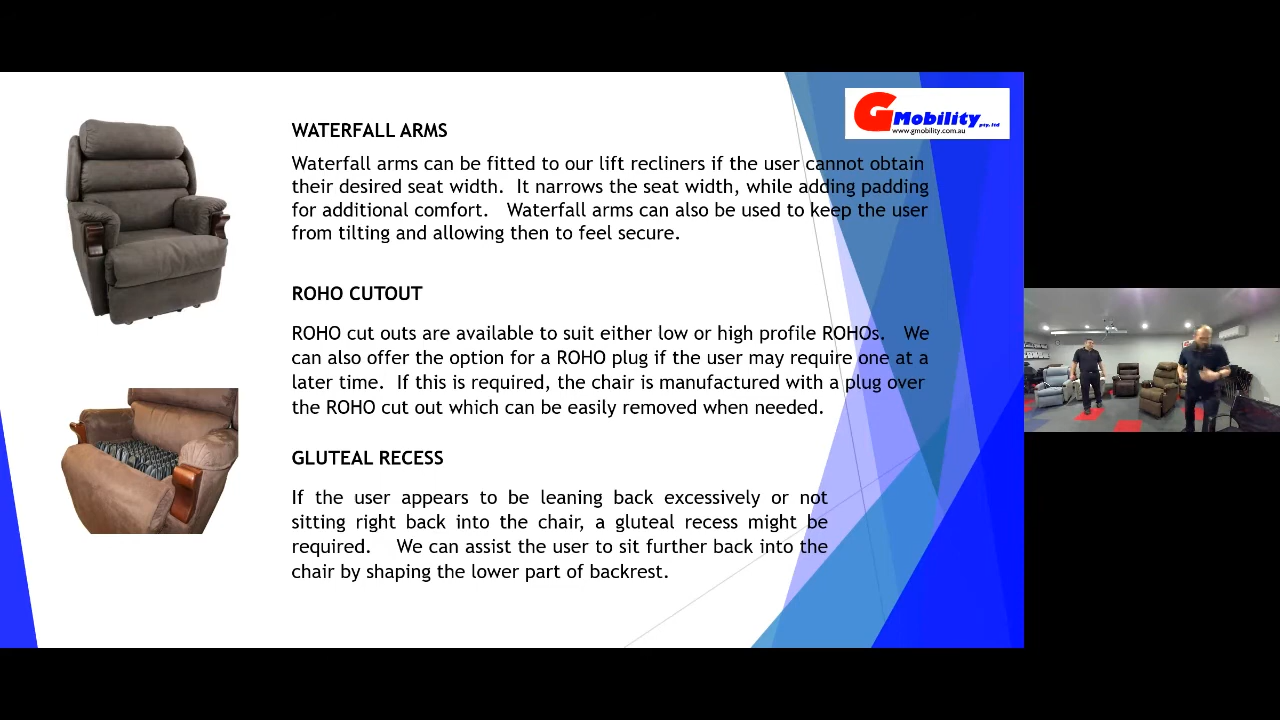 GMobility pty. ltd
www.gmobility.com.au
WATERFALL ARMS
Waterfall arms can be fitted to our lift recliners if the user cannot obtain
their desired seat width. It narrows the seat width, while adding padding
for additional comfort. Waterfall arms can also be used to keep the user
from tilting and allowing then to feel secure.
ROHO CUTOUT
ROHO cut outs are available to suit either low or high profile ROHOs. We
can also offer the option for a ROHO plug if the user may require one at a
later time. If this is required, the chair is manufactured with a plug over
the ROHO cut out which can be easily removed when needed.
GLUTEAL RECESS
If the user appears to be leaning back excessively or not
sitting right back into the chair, a gluteal recess might be
required. We can assist the user to sit further back into the
chair by shaping the lower part of backrest.